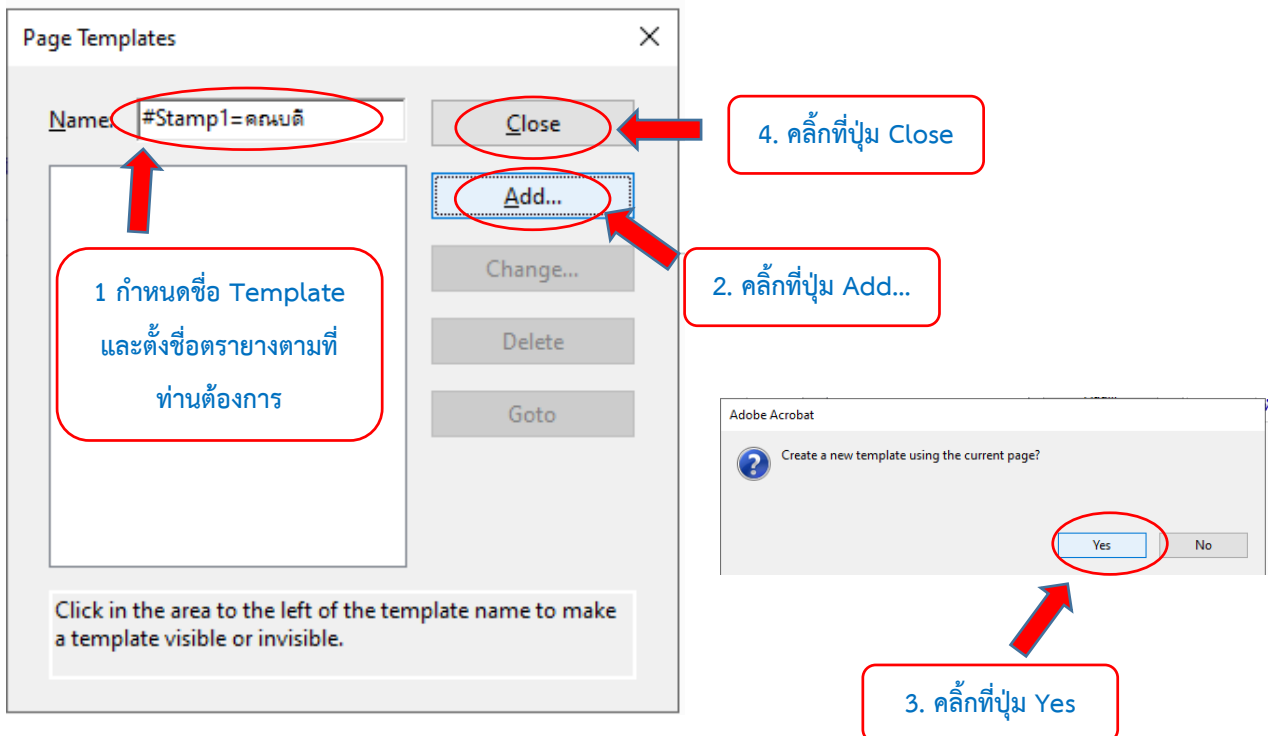 Page Templates
Name: #Stamp1=คณบดี
Close
4. คลิ้กที่ปุ่ม Close
Add...
2. คลิ้กที่ปุ่ม Add...
Change...
1 กำหนดชื่อ Template
และตั้งชื่อตรายางตามที่
ท่านต้องการ
Delete
Goto
Adobe Acrobat
Create a new template using the current page?
Yes
No
Click in the area to the left of the template name to make
a template visible or invisible.
3. คลิ้กที่ปุ่ม Yes